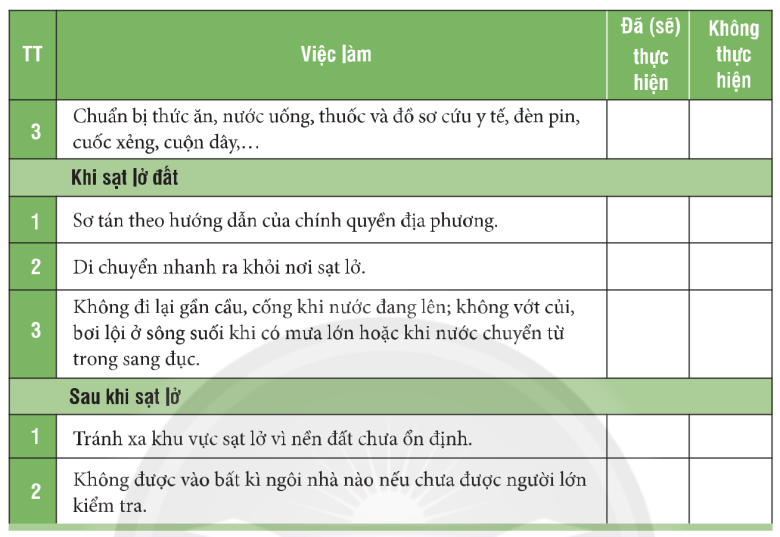 TT
Việc làm
Đã (sẽ)
thực
hiện
Không
thực
hiện
3
Chuẩn bị thức ăn, nước uống, thuốc và đồ sơ cứu y tế, đèn pin,
cuốc xẻng, cuộn dây,…
Khi sạt lở đất
1
Sơ tán theo hướng dẫn của chính quyền địa phương.
2
Di chuyển nhanh ra khỏi nơi sạt lở.
3
Không đi lại gần cầu, cống khi nước đang lên; không vớt củi,
bơi lội ở sông suối khi có mưa lớn hoặc khi nước chuyển từ
trong sang đục.
Sau khi sạt lở
1
Tránh xa khu vực sạt lở vì nền đất chưa ổn định.
2
Không được vào bất kì ngôi nhà nào nếu chưa được người lớn
kiểm tra.